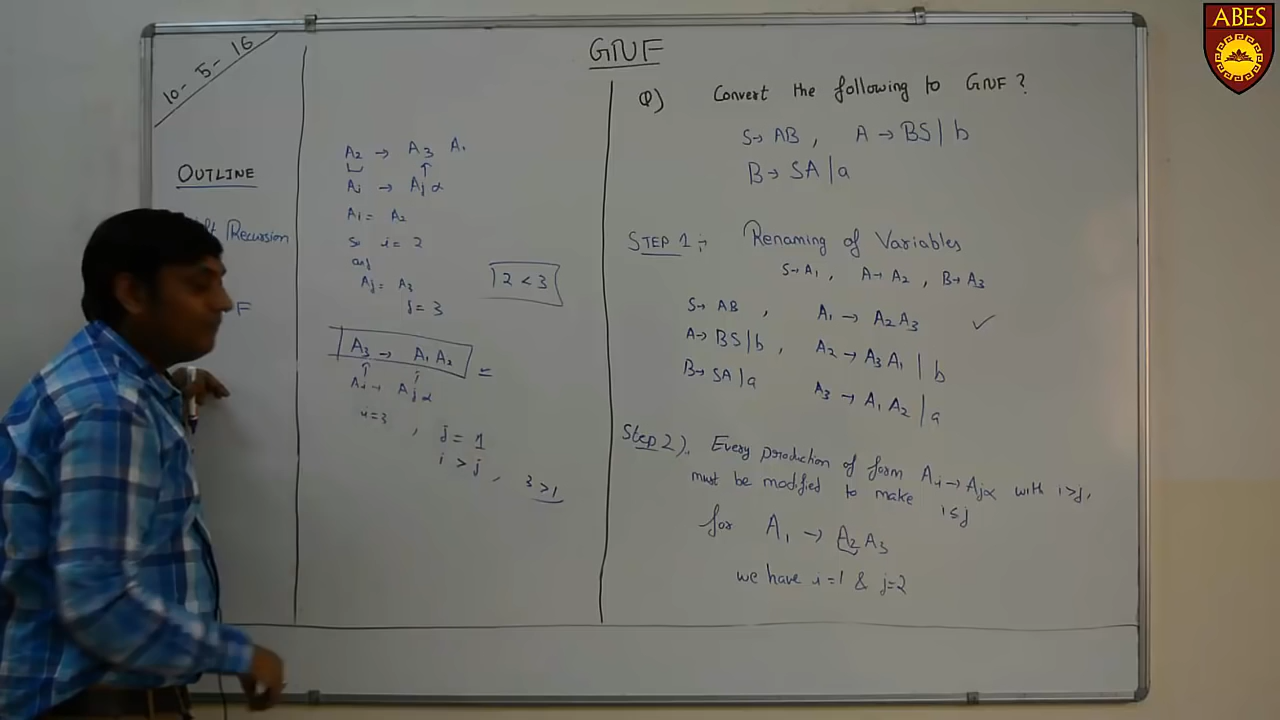 ABES
10-5-16
GNF
OUTLINE
Recursion
F
A2 → A3 A1
Aj → Aj α
Ai = A2
So i = 2
and
Aj = A3
j = 3
2 < 3
A3 → A1 A2
Ai → Aj α
i = 3 , j = 1
i > j , 3 > 1
Q) Convert the following to GNF?
S → AB , A → BS | b
B → SA | a
STEP 1 :- Renaming of Variables
S → A1 , A → A2 , B → A3
S → AB , A1 → A2 A3 ✓
A → BS | b , A2 → A3 A1 | b
B → SA | a A3 → A1 A2 | a
Step 2). Every production of form Ai → Aj α with i > j,
must be modified to make i ≤ j
for A1 → A2 A3
we have i = 1 & j = 2